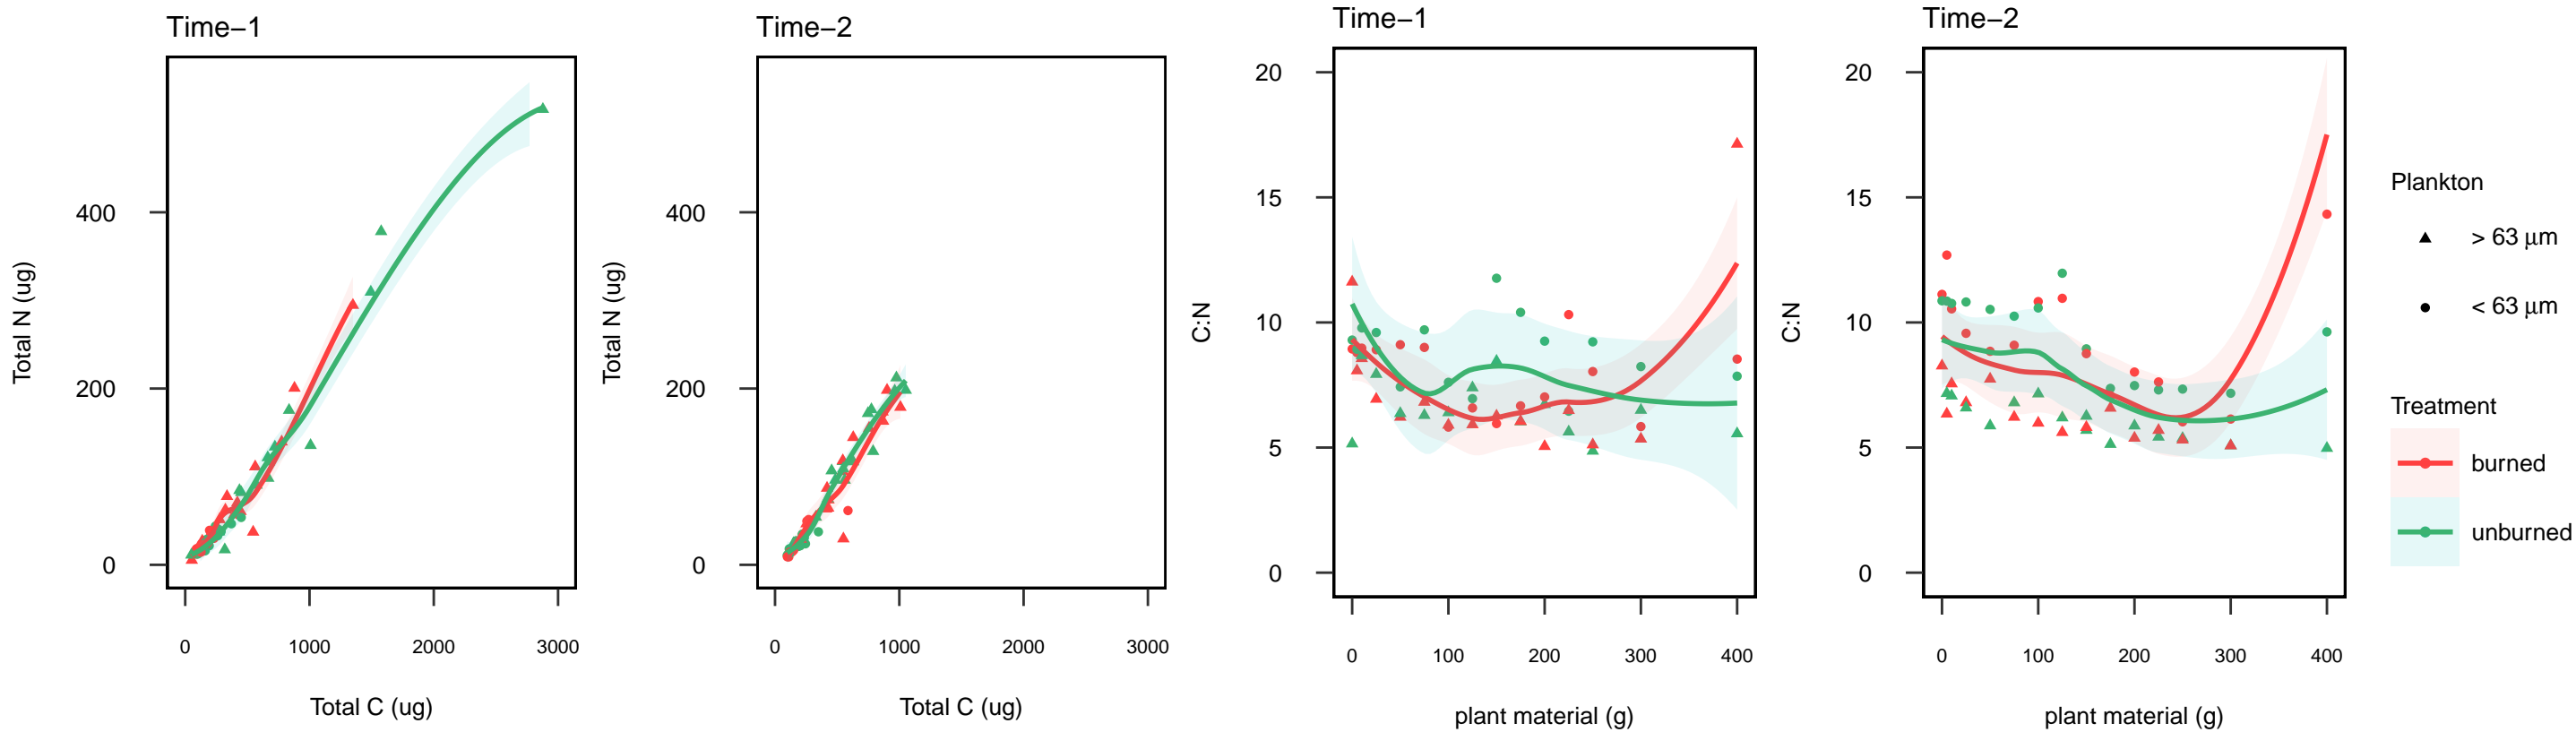 Time−1
Total N (ug)
400
200
0
0 1000 2000 3000
Total C (ug)
Time−2
Total N (ug)
400
200
0
0 1000 2000 3000
Total C (ug)
Time−1
C:N
20
15
10
5
0
0 100 200 300 400
plant material (g)
Time−2
C:N
20
15
10
5
0
0 100 200 300 400
plant material (g)
Plankton
> 63 μm
< 63 μm
Treatment
burned
unburned